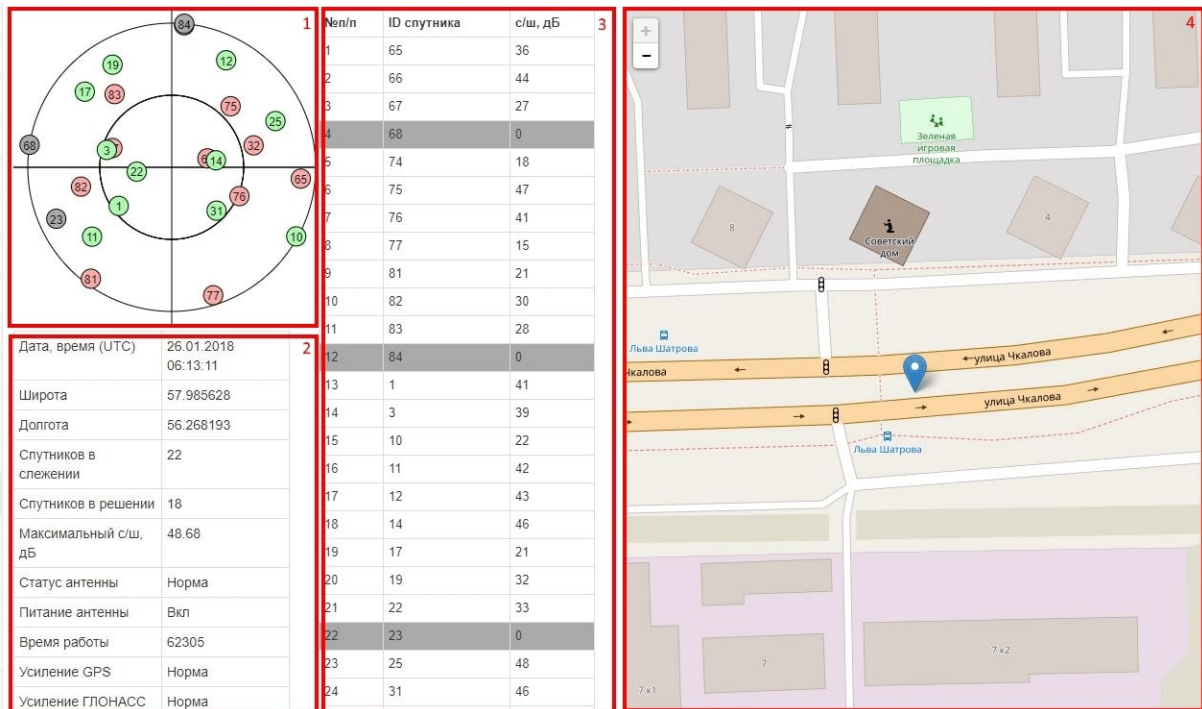 1
84
19
12
17
83
75
25
68
3
32
14
22
65
82
76
1
31
23
11
10
81
77
2
Дата, время (UTC) 26.01.2018
06:13:11
Широта 57.985628
Долгота 56.268193
Спутников в 22
слежении
Спутников в решении 18
Максимальный с/ш, 48.68
дБ
Статус антенны Норма
Питание антенны Вкл
Время работы 62305
Усиление GPS Норма
Усиление ГЛОНАСС Норма
3
№п/п ID спутника с/ш, дБ
1 65 36
2 66 44
3 67 27
4 68 0
5 74 18
6 75 47
7 76 41
8 77 15
9 81 21
10 82 30
11 83 28
12 84 0
13 1 41
14 3 39
15 10 22
16 11 42
17 12 43
18 14 46
19 17 21
20 19 32
21 22 33
22 23 0
23 25 48
24 31 46
4
+
−
Зеленая
игровая
площадка
8
Советский
дом
4
Льва Шатрова
Чкалова
улица Чкалова
улица Чкалова
Льва Шатрова
7
7 к2
7 к1